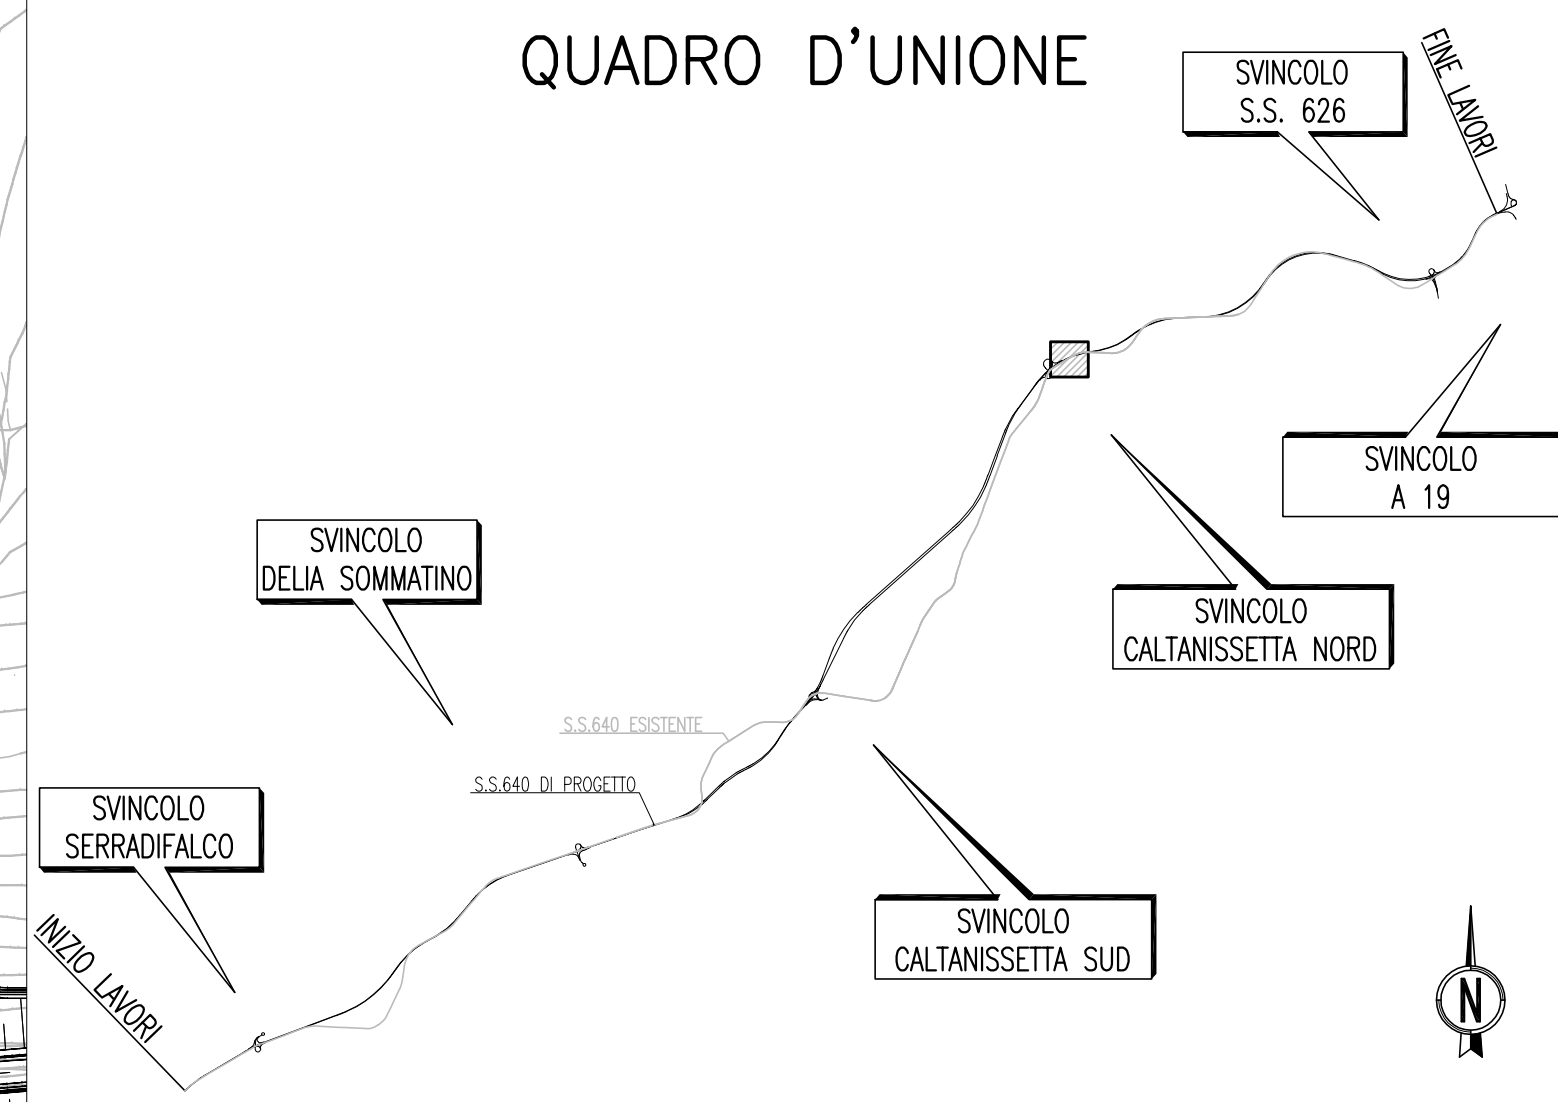 QUADRO D'UNIONE
SVINCOLO
S.S. 626
FINE LAVORI
SVINCOLO
A 19
SVINCOLO
DELIA SOMMATINO
SVINCOLO
CALTANISSETTA NORD
S.S.640 ESISTENTE
S.S.640 DI PROGETTO
SVINCOLO
SERRADIFALCO
SVINCOLO
CALTANISSETTA SUD
INIZIO LAVORI
N